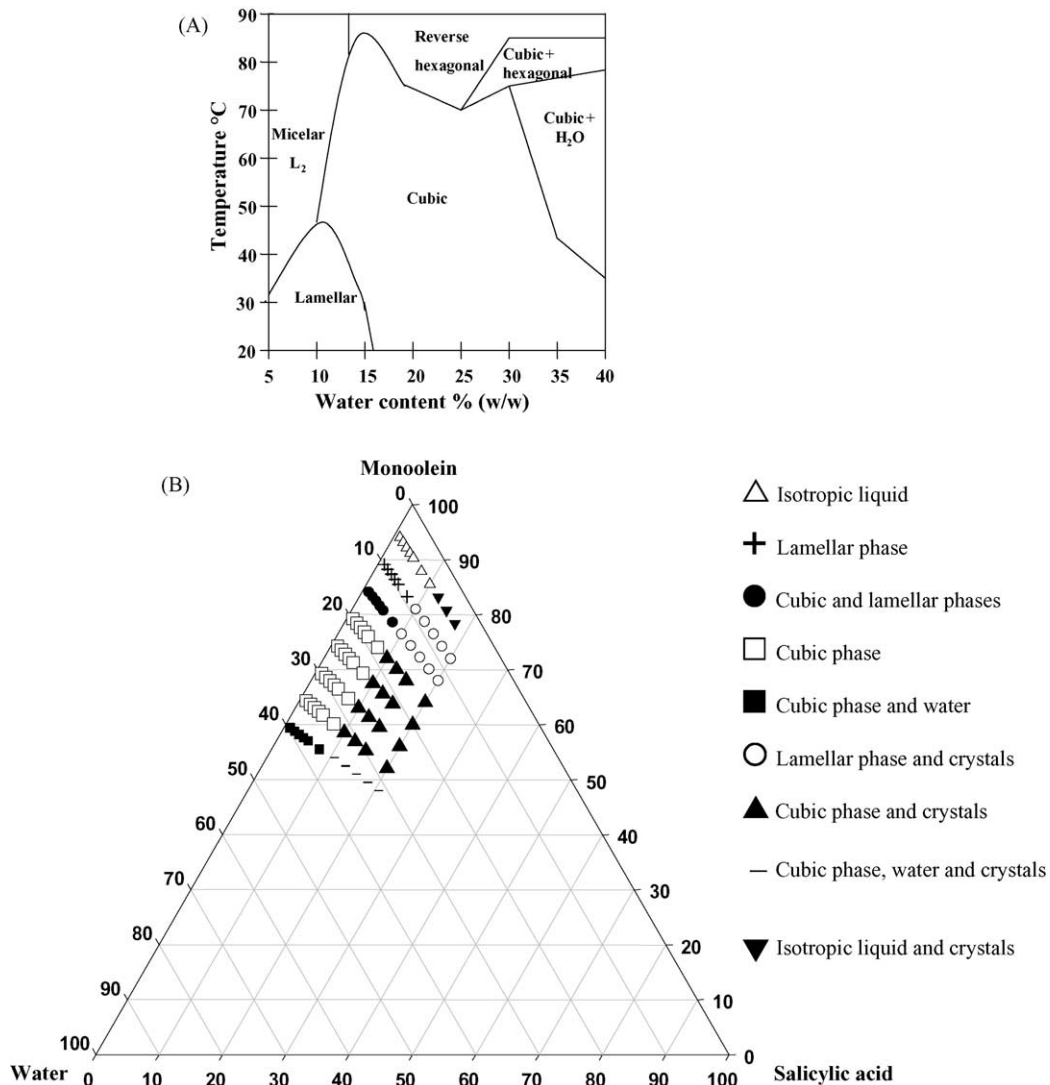 (A)
90
80
70
60
50
40
30
20
Temperature °C
Reverse
hexagonal
Cubic+
hexagonal
Cubic+
H₂O
Micelar
L₂
Cubic
Lamellar
5 10 15 20 25 30 35 40
Water content % (w/w)
(B)
Monoolein
0 100
10 90
20 80
30 70
40 60
50 50
60 40
70 30
80 20
90 10
100 0
Water 0 10 20 30 40 50 60 70 80 90 100 Salicylic acid
Isotropic liquid
Lamellar phase
Cubic and lamellar phases
Cubic phase
Cubic phase and water
Lamellar phase and crystals
Cubic phase and crystals
Cubic phase, water and crystals
Isotropic liquid and crystals